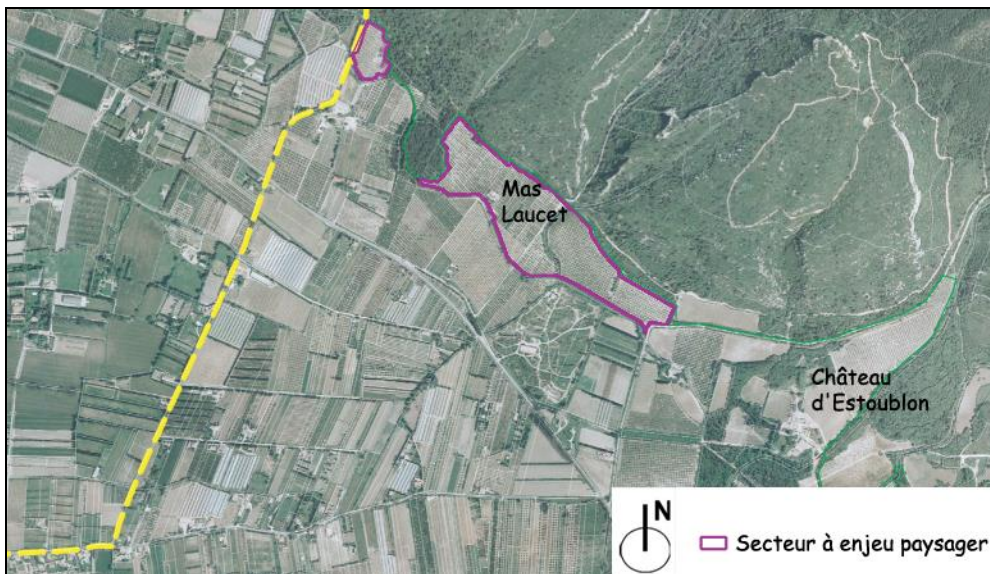 Mas
Laucet
Château
d'Estoublon
N
Secteur à enjeu paysager